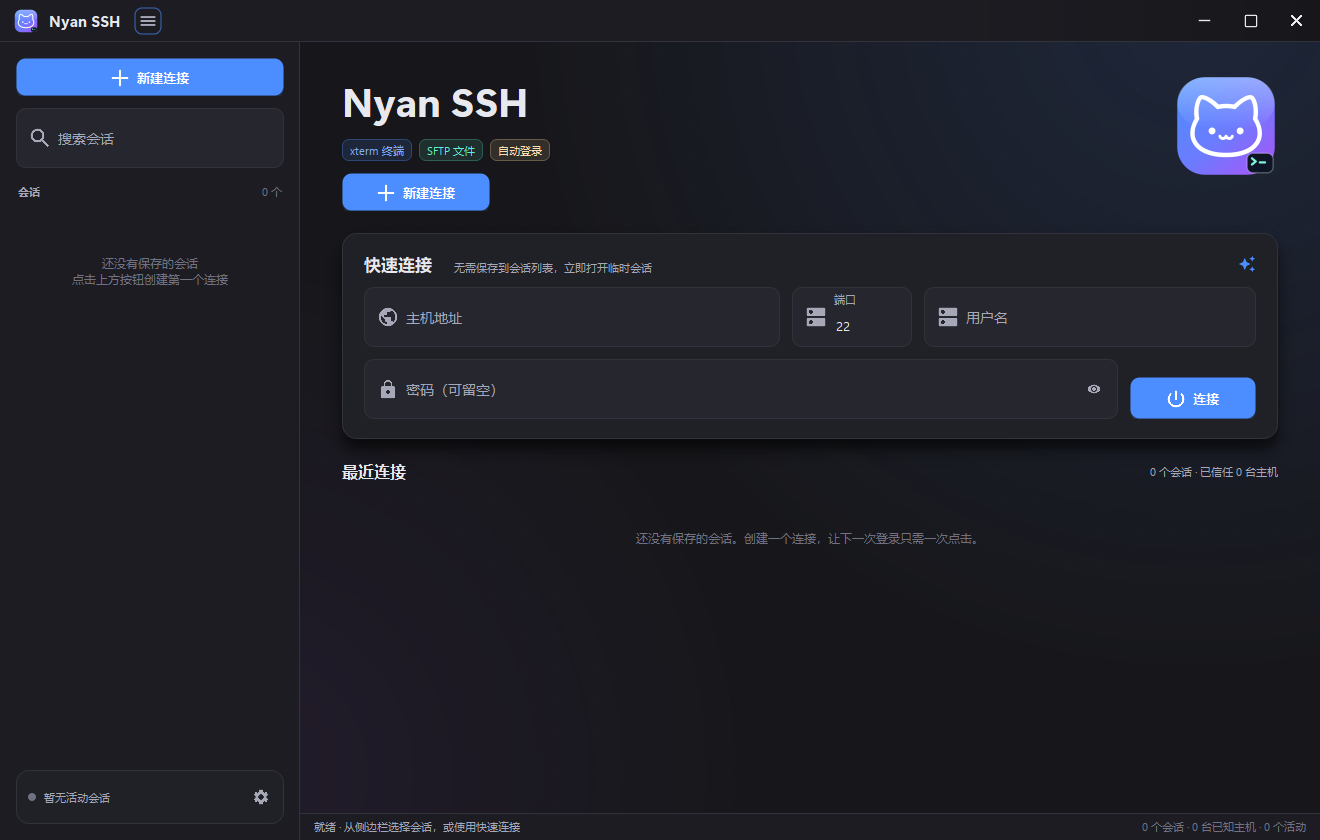 Nyan SSH
新建连接
搜索会话
会话
0 个
还没有保存的会话
点击上方按钮创建第一个连接
暂无活动会话
Nyan SSH
xterm 终端
SFTP 文件
自动登录
新建连接
快速连接
无需保存到会话列表，立即打开临时会话
主机地址
端口
22
用户名
密码（可留空）
连接
最近连接
0 个会话 · 已信任 0 台主机
还没有保存的会话。创建一个连接，让下一次登录只需一次点击。
就绪 · 从侧边栏选择会话，或使用快速连接
0 个会话 · 0 台已知主机 · 0 个活动